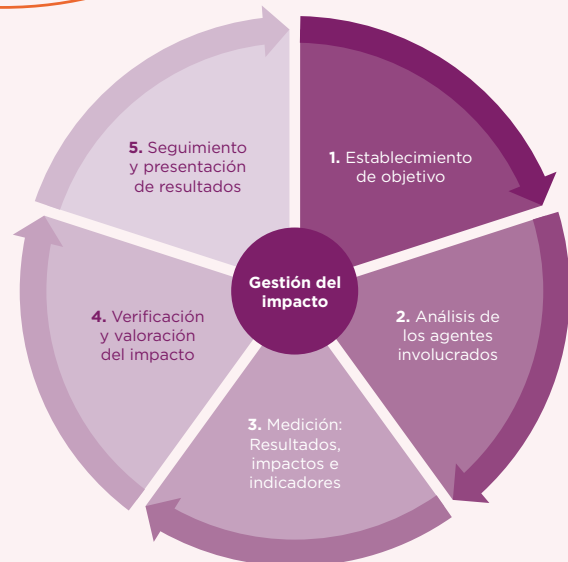 1. Establecimiento
de objetivo
2. Análisis de
los agentes
involucrados
3. Medición:
Resultados,
impactos e
indicadores
4. Verificación
y valoración
del impacto
5. Seguimiento
y presentación
de resultados
Gestión del
impacto